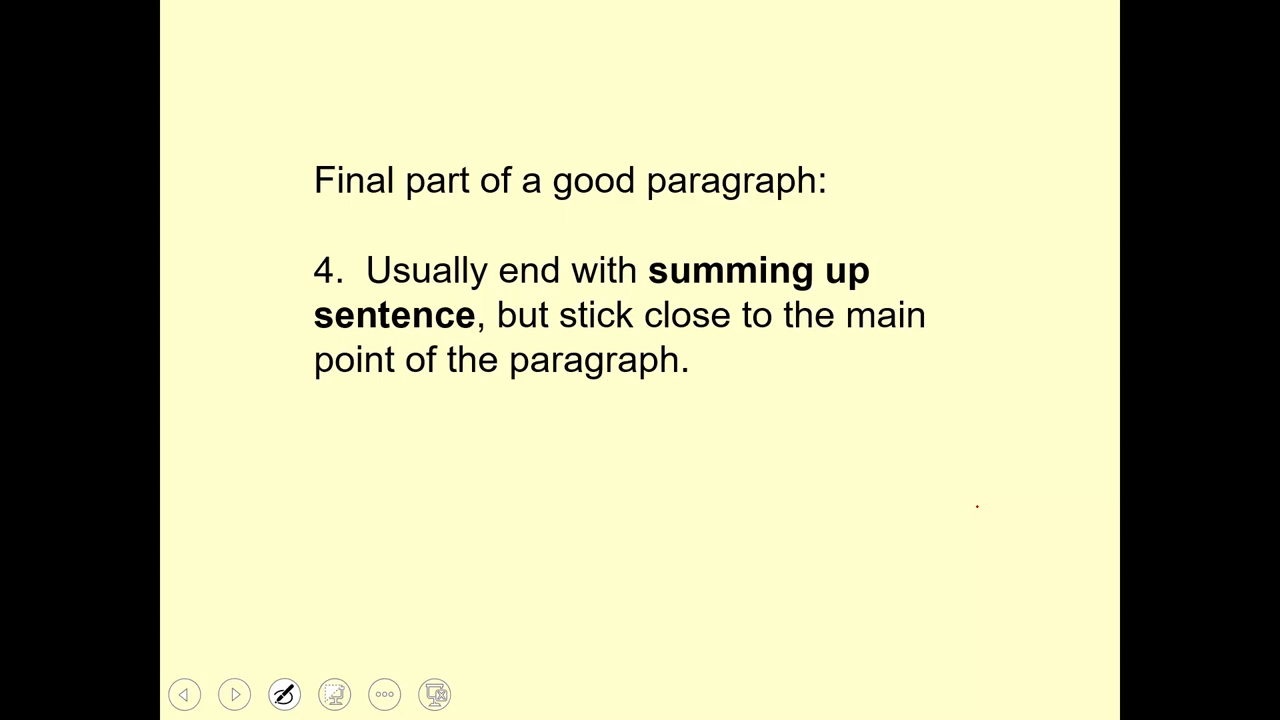 Final part of a good paragraph:
4. Usually end with summing up
sentence, but stick close to the main
point of the paragraph.